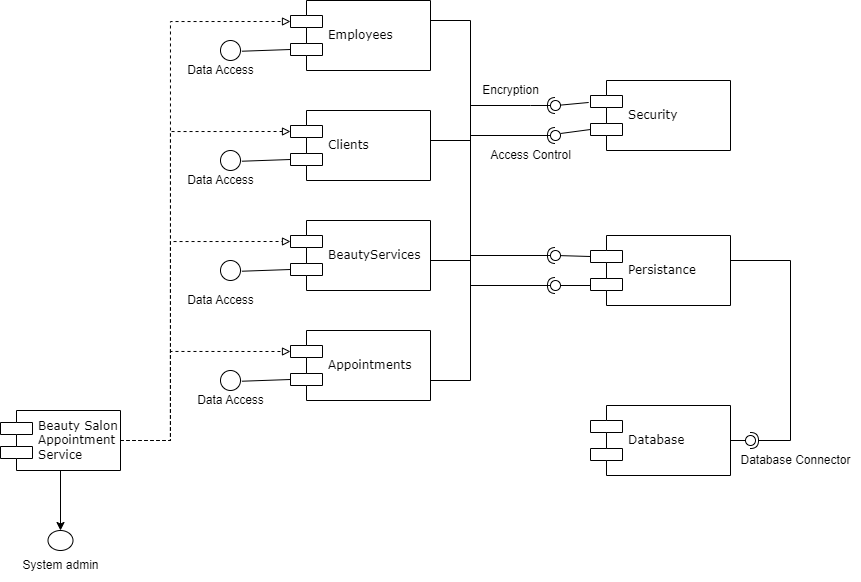 Employees
Data Access
Encryption
Security
Clients
Access Control
Data Access
BeautyServices
Persistance
Data Access
Appointments
Data Access
Beauty Salon
Appointment
Service
Database
Database Connector
System admin